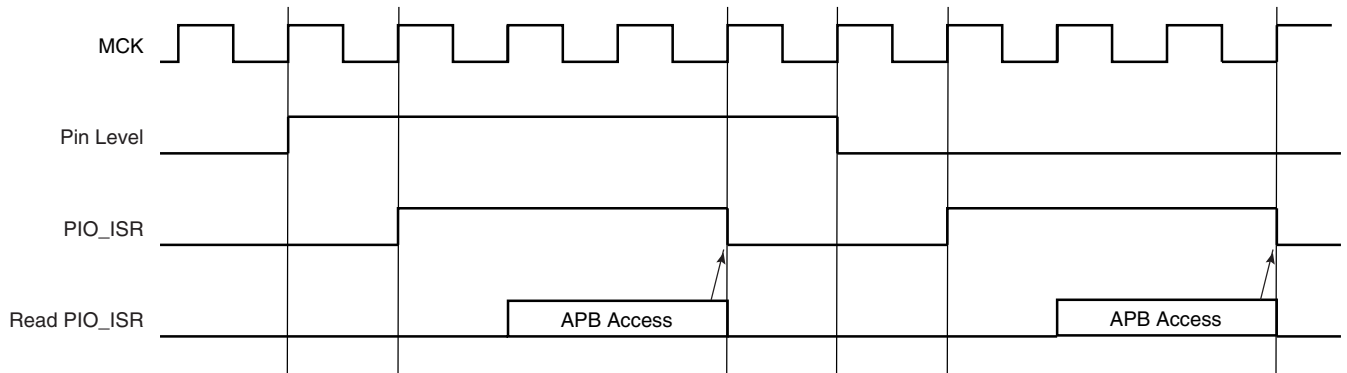 MCK
Pin Level
PIO_ISR
Read PIO_ISR
APB Access
APB Access